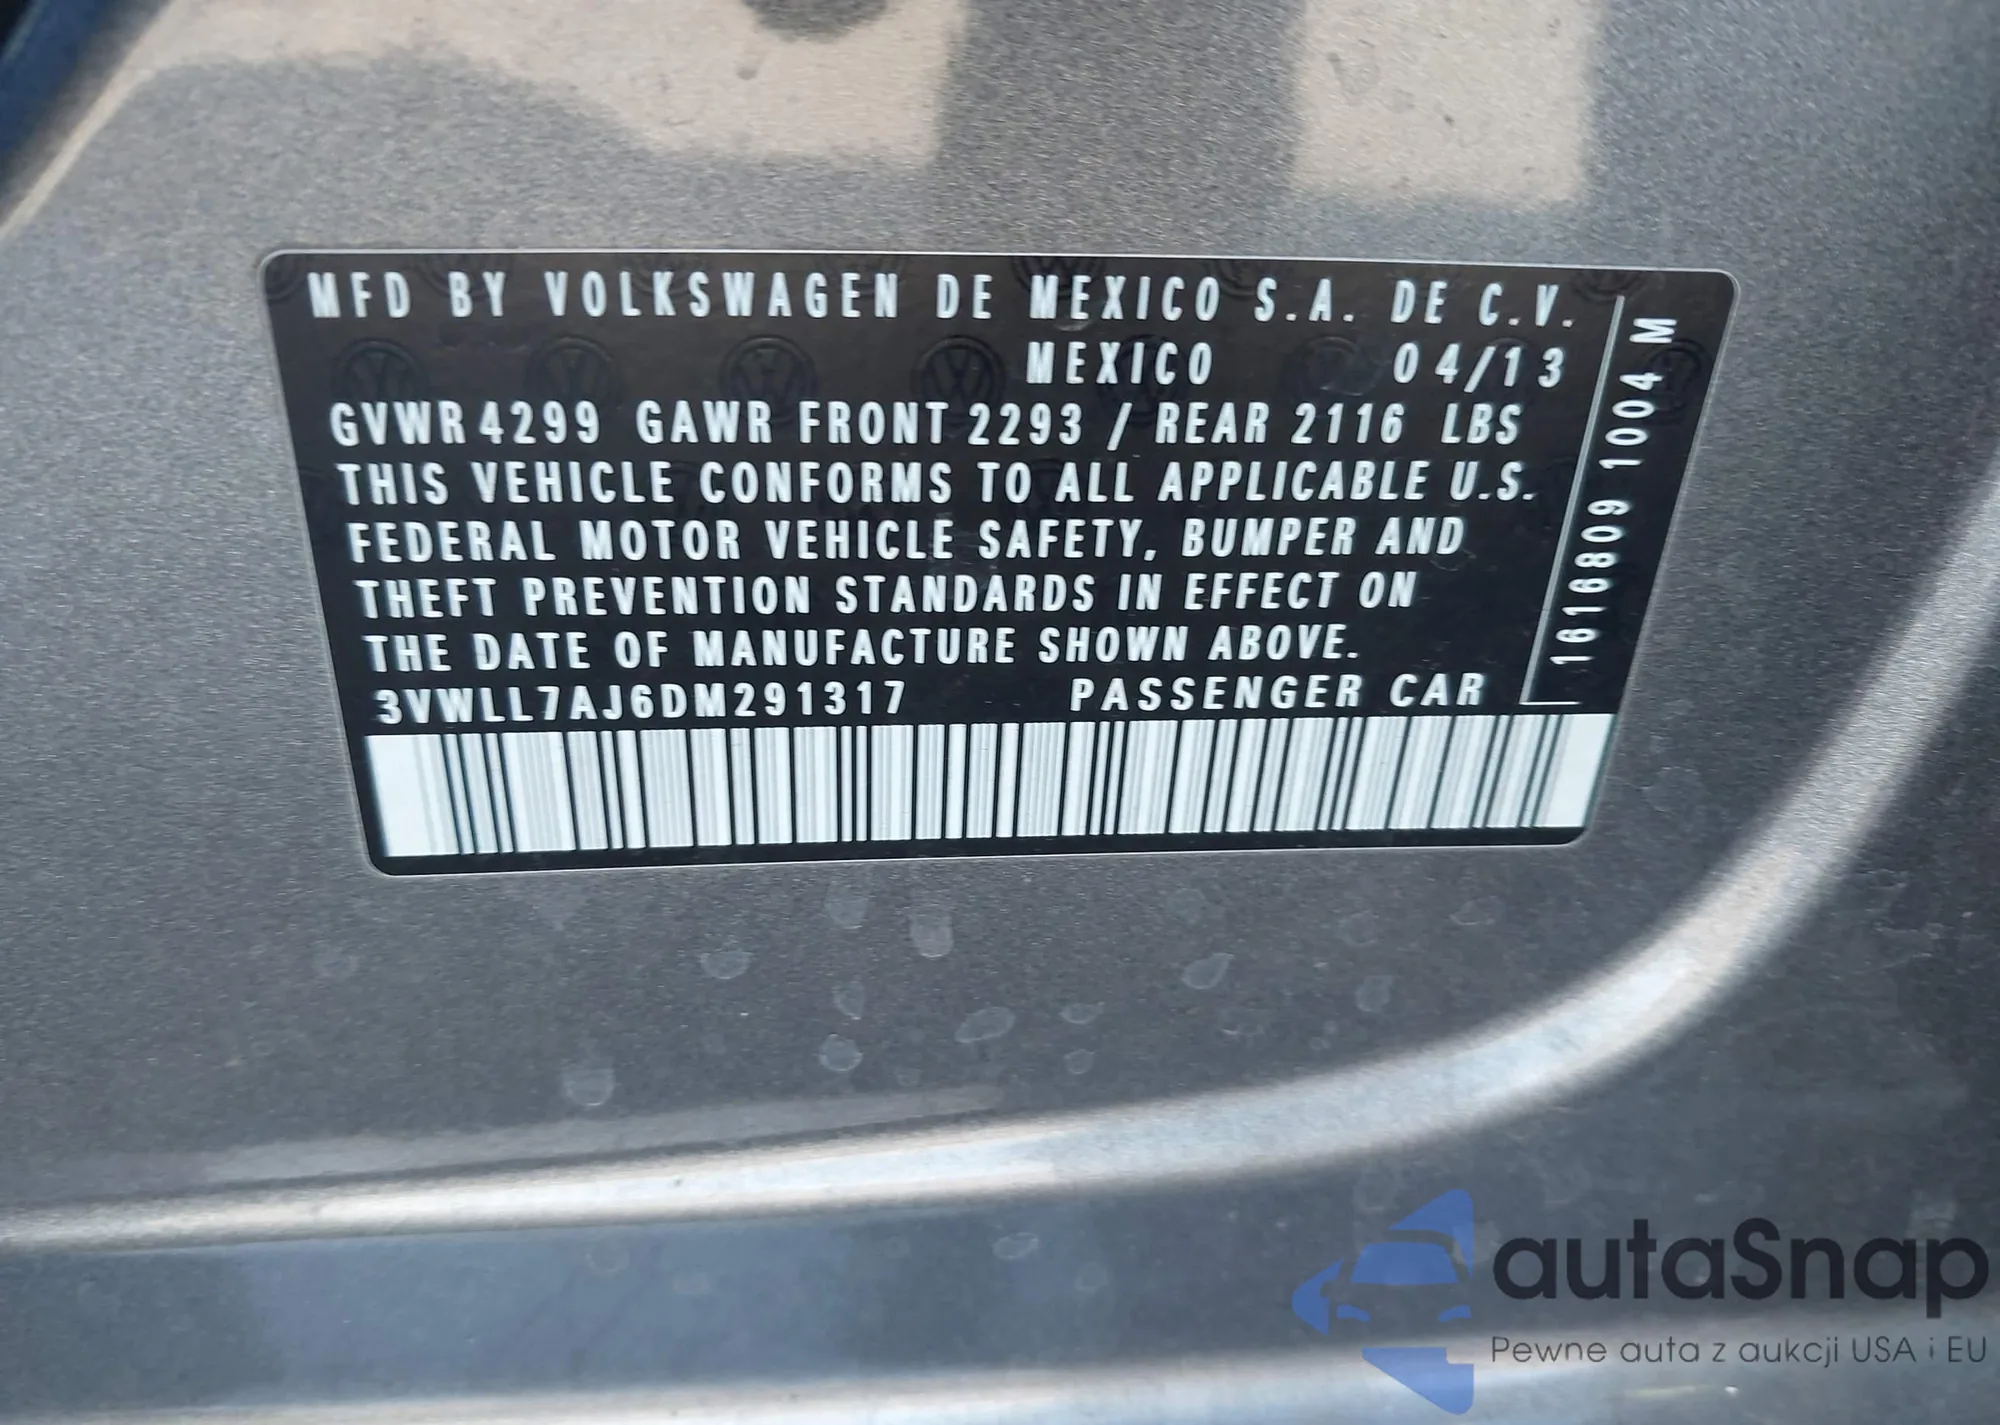 MFD BY VOLKSWAGEN DE MEXICO S.A. DE C.V.
MEXICO 04/13
GVWR 4299 GAWR FRONT 2293 / REAR 2116 LBS
THIS VEHICLE CONFORMS TO ALL APPLICABLE U.S.
FEDERAL MOTOR VEHICLE SAFETY, BUMPER AND
THEFT PREVENTION STANDARDS IN EFFECT ON
THE DATE OF MANUFACTURE SHOWN ABOVE.
3VWLL7AJ6DM291317 PASSENGER CAR
1616809 1004 M
autaSnap
Pewne auta z aukcji USA i EU